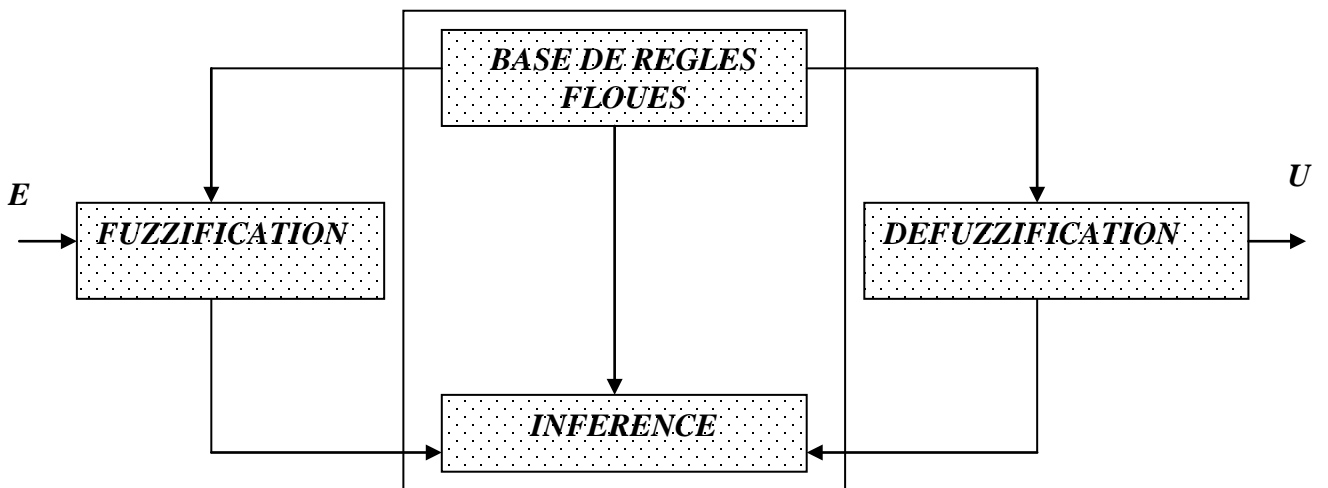 BASE DE REGLES
FLOUES
E
U
FUZZIFICATION
DEFUZZIFICATION
INFERENCE